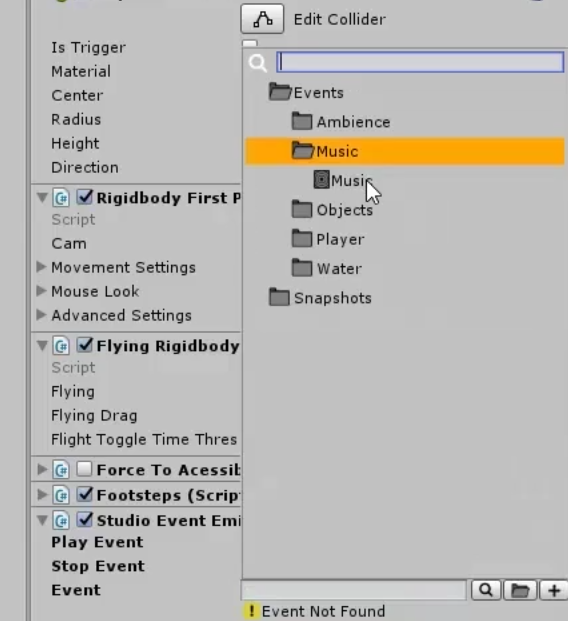 Edit Collider
Is Trigger
Material
Center
Radius
Height
Direction
Events
Ambience
Music
Music
Objects
Player
Water
Snapshots
Rigidbody First P
Script
Cam
Movement Settings
Mouse Look
Advanced Settings
Flying Rigidbody
Script
Flying
Flying Drag
Flight Toggle Time Thres
Force To Acessib
Footsteps (Scrip
Studio Event Emi
Play Event
Stop Event
Event
Event Not Found